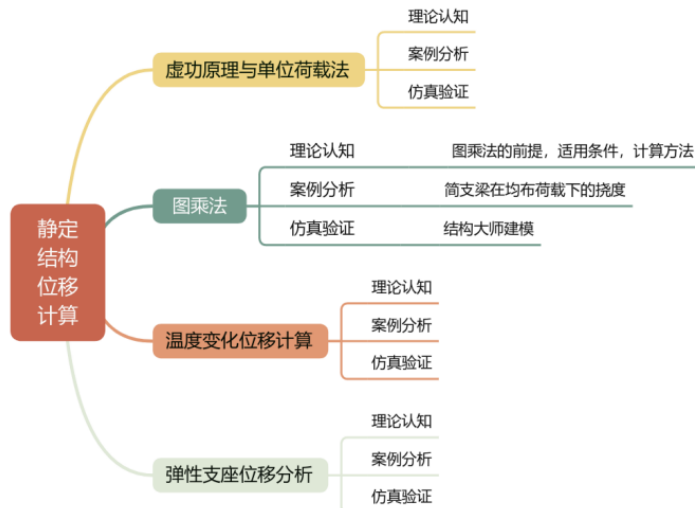 静定
结构
位移
计算
虚功原理与单位荷载法
理论认知
案例分析
仿真验证
图乘法
理论认知
图乘法的前提，适用条件，计算方法
案例分析
简支梁在均布荷载下的挠度
仿真验证
结构大师建模
温度变化位移计算
理论认知
案例分析
仿真验证
弹性支座位移分析
理论认知
案例分析
仿真验证